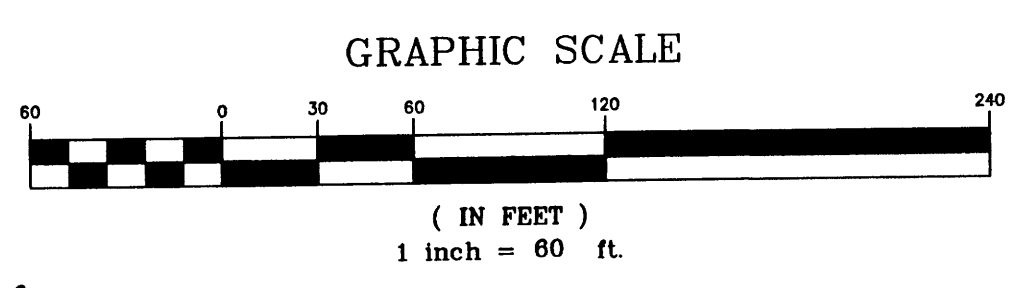 GRAPHIC SCALE
60 0 30 60 120 240
( IN FEET )
1 inch = 60 ft.